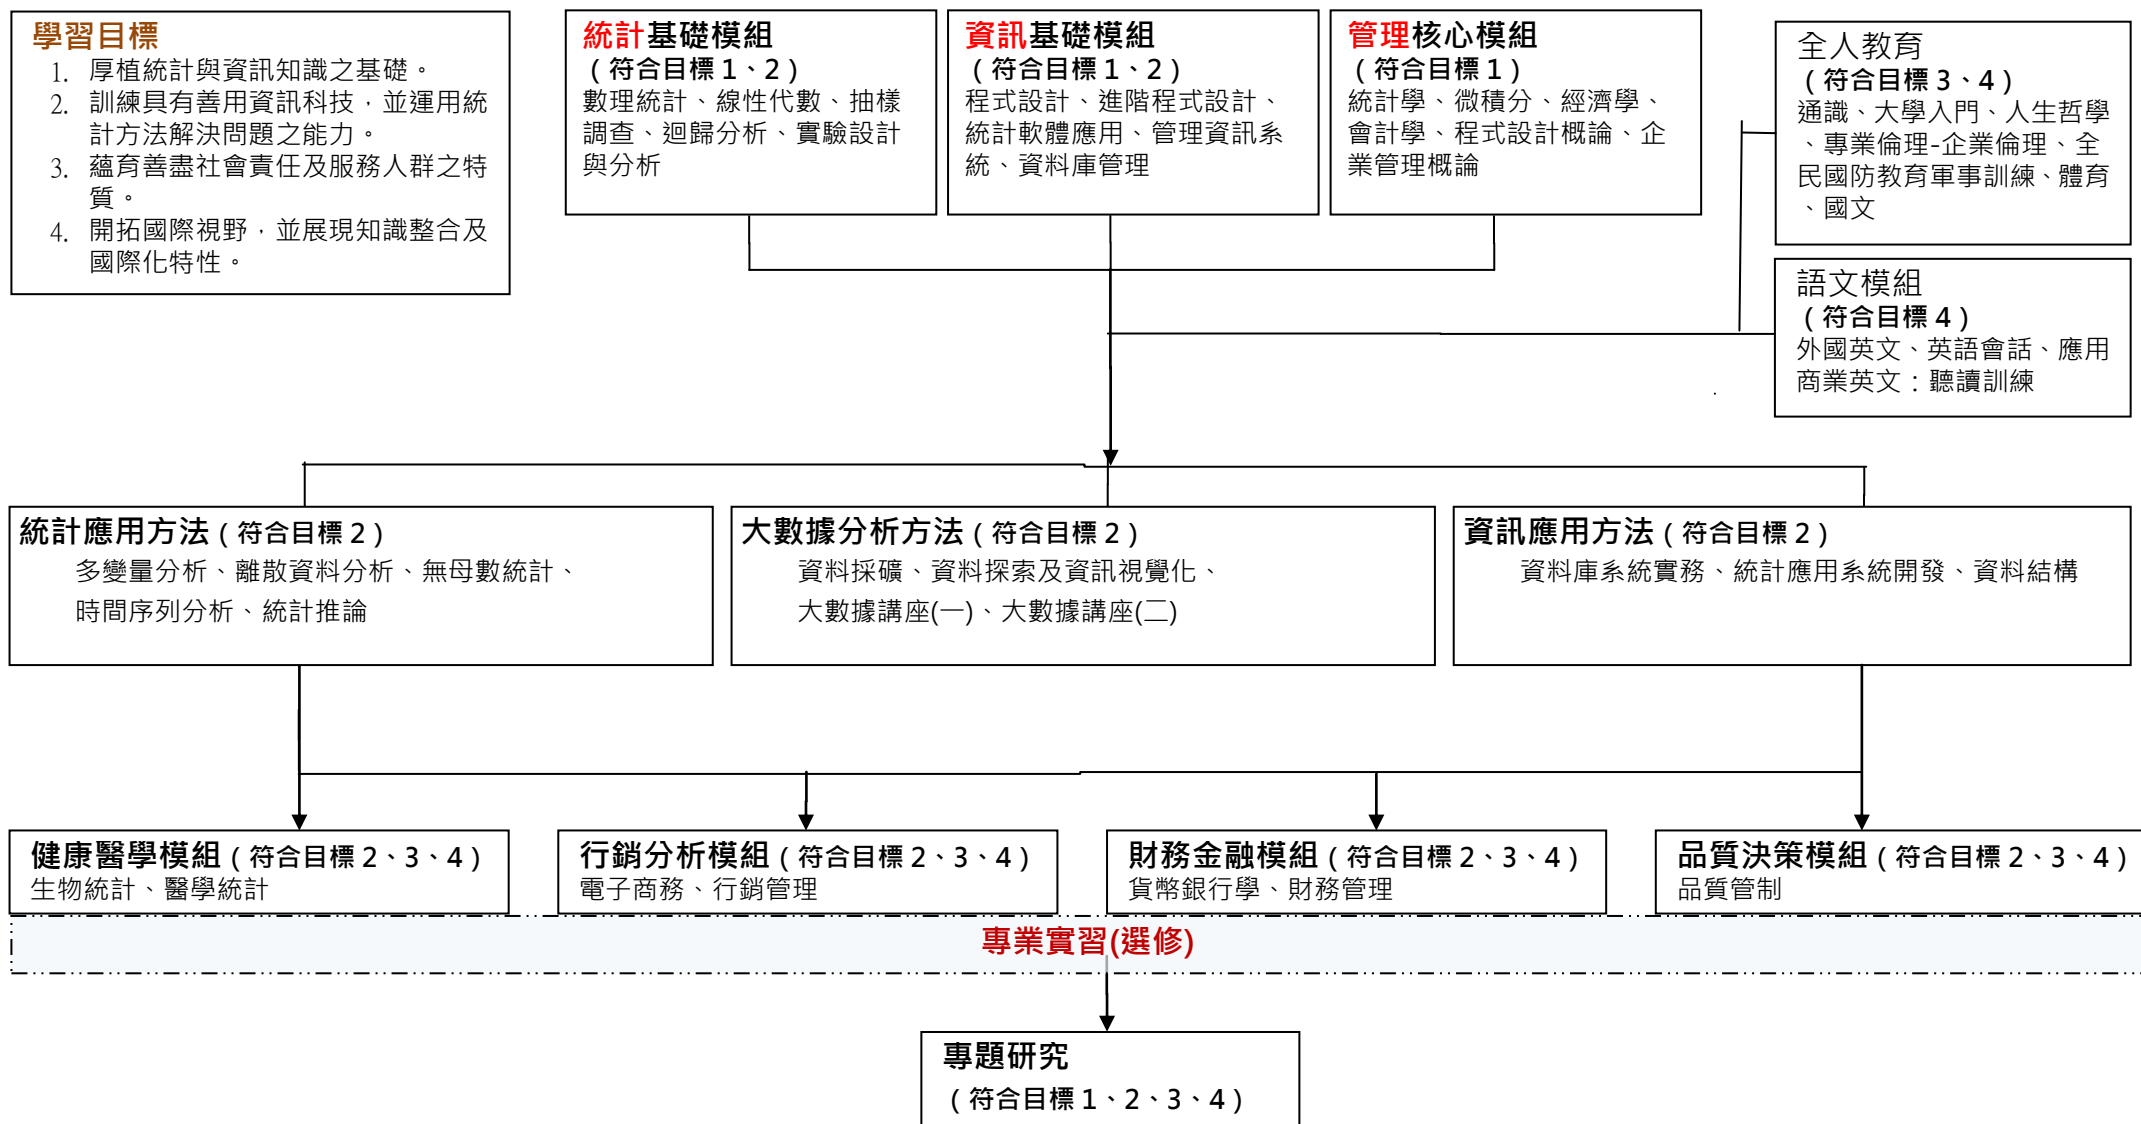 學習目標
1. 厚植統計與資訊知識之基礎。
2. 訓練具有善用資訊科技，並運用統
計方法解決問題之能力。
3. 蘊育善盡社會責任及服務人群之特
質。
4. 開拓國際視野，並展現知識整合及
國際化特性。
統計基礎模組
（符合目標 1、2）
數理統計、線性代數、抽樣
調查、迴歸分析、實驗設計
與分析
資訊基礎模組
（符合目標 1、2）
程式設計、進階程式設計、
統計軟體應用、管理資訊系
統、資料庫管理
管理核心模組
（符合目標 1）
統計學、微積分、經濟學、
會計學、程式設計概論、企
業管理概論
全人教育
（符合目標 3、4）
通識、大學入門、人生哲學
、專業倫理-企業倫理、全
民國防教育軍事訓練、體育
、國文
語文模組
（符合目標 4）
外國英文、英語會話、應用
商業英文：聽讀訓練
統計應用方法（符合目標 2）
多變量分析、離散資料分析、無母數統計、
時間序列分析、統計推論
大數據分析方法（符合目標 2）
資料採礦、資料探索及資訊視覺化、
大數據講座(一)、大數據講座(二)
資訊應用方法（符合目標 2）
資料庫系統實務、統計應用系統開發、資料結構
健康醫學模組（符合目標 2、3、4）
生物統計、醫學統計
行銷分析模組（符合目標 2、3、4）
電子商務、行銷管理
財務金融模組（符合目標 2、3、4）
貨幣銀行學、財務管理
品質決策模組（符合目標 2、3、4）
品質管制
專業實習(選修)
專題研究
（符合目標 1、2、3、4）